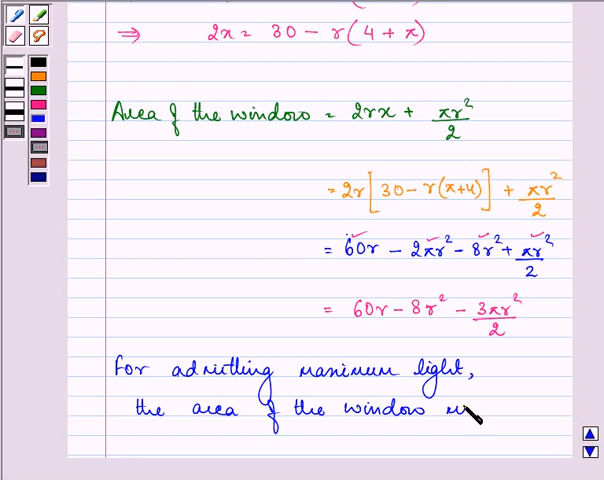 ⇒ 2x = 30 - r(4 + π)
Area of the window = 2rx + πr²/2
= 2r[30 - r(π+4)] + πr²/2
= 60r - 2πr² - 8r² + πr²/2
= 60r - 8r² - 3πr²/2
For admitting maximum light,
the area of the window